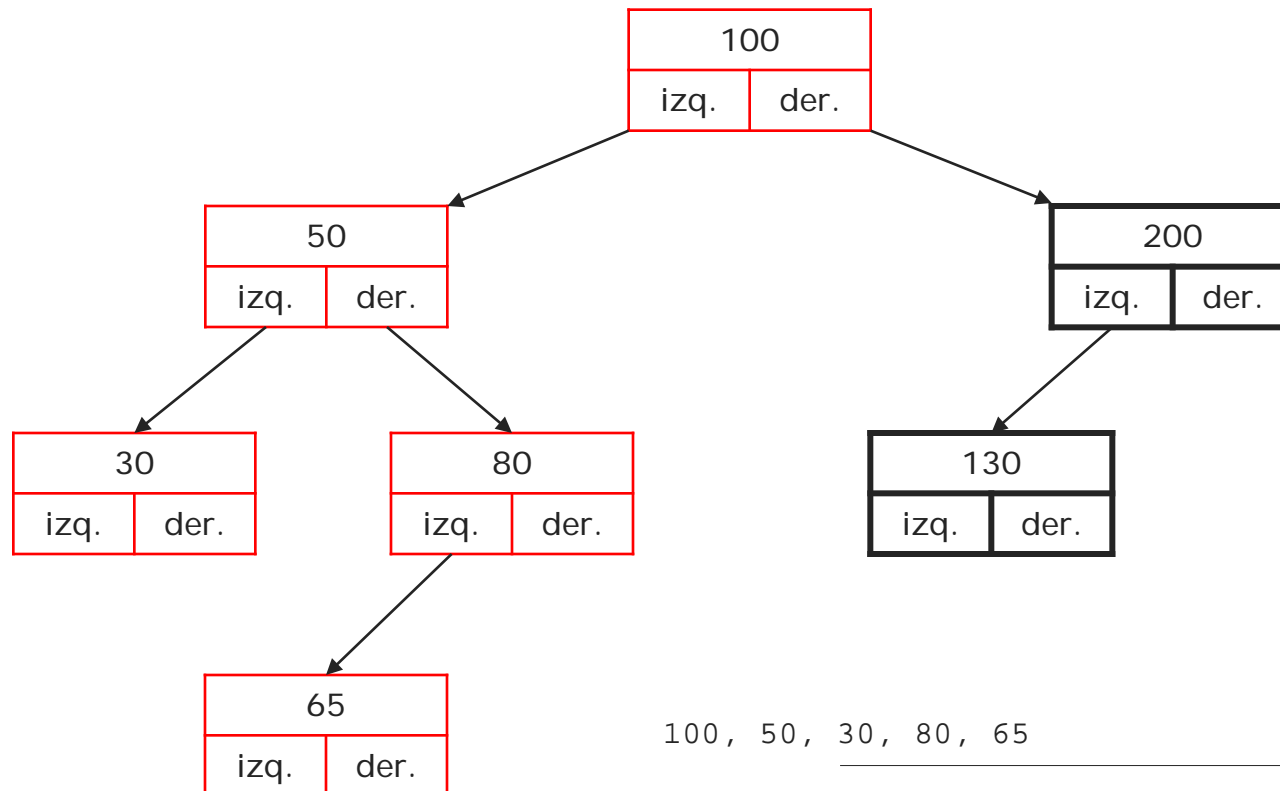 100
izq. der.
50
izq. der.
200
izq. der.
30
izq. der.
80
izq. der.
130
izq. der.
65
izq. der.
100, 50, 30, 80, 65